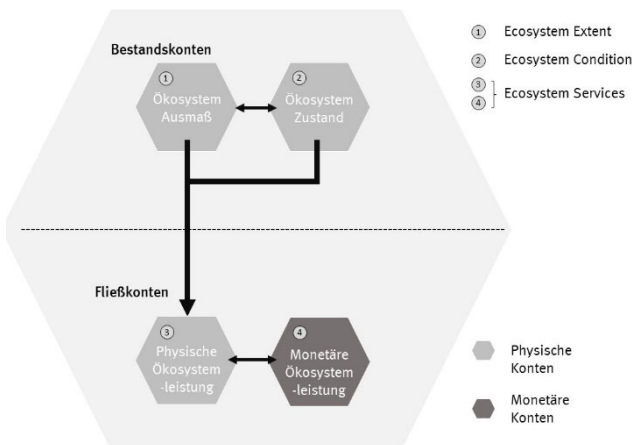 Bestandskonten
1
Ökosystem
Ausmaß
2
Ökosystem
Zustand
Fließkonten
3
Physische
Ökosystem
-leistung
4
Monetäre
Ökosystem
-leistung
1 Ecosystem Extent
2 Ecosystem Condition
3
4
Ecosystem Services
Physische
Konten
Monetäre
Konten